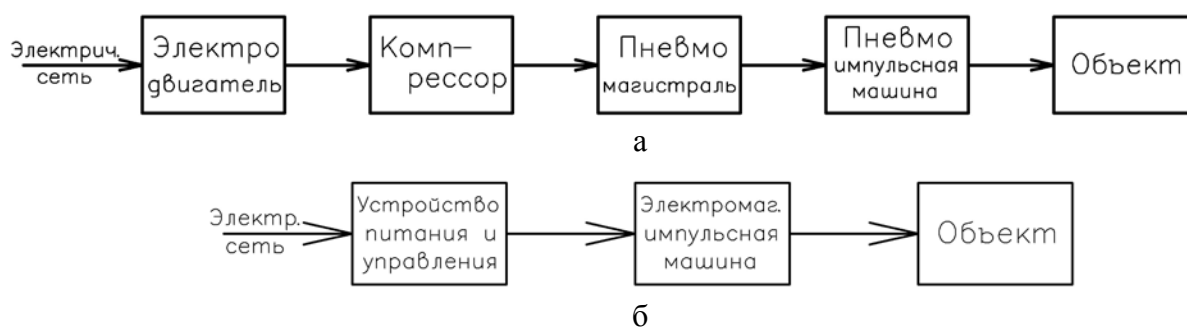 Электрич.
сеть
Электро
двигатель
Комп-
рессор
Пневмо
магистраль
Пневмо
импульсная
машина
Объект
а
Электр.
сеть
Устройство
питания и
управления
Электромаг.
импульсная
машина
Объект
б